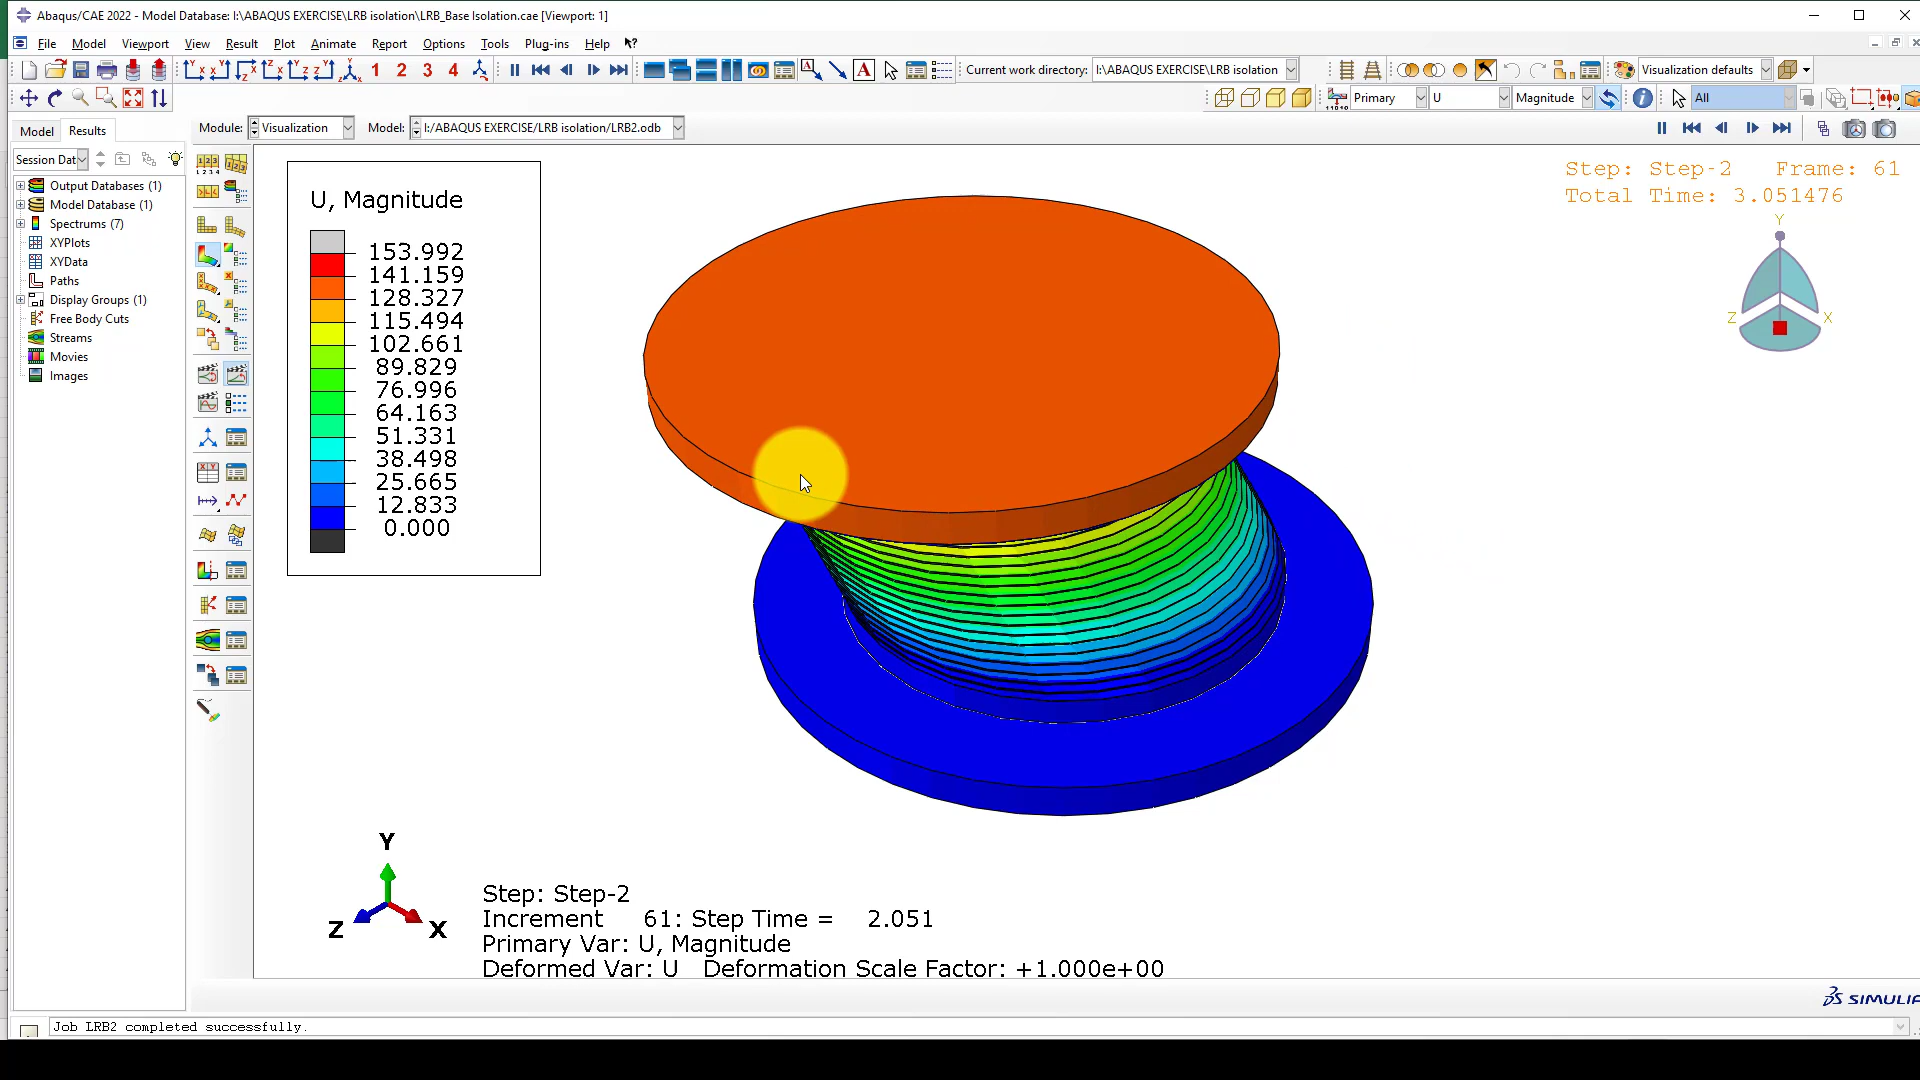 Abaqus/CAE 2022 - Model Database: I:\ABAQUS EXERCISE\LRB isolation\LRB_Base Isolation.cae [Viewport: 1]
File Model Viewport View Result Plot Animate Report Options Tools Plug-ins Help
1 2 3 4 Current work directory: I:\ABAQUS EXERCISE\LRB isolation Visualization defaults
Primary U Magnitude All
Model Results Module: Visualization Model: I:/ABAQUS EXERCISE/LRB isolation/LRB2.odb
Session Dat
Output Databases (1)
Model Database (1)
Spectrums (7)
XYPlots
XYData
Paths
Display Groups (1)
Free Body Cuts
Streams
Movies
Images
U, Magnitude
153.992
141.159
128.327
115.494
102.661
89.829
76.996
64.163
51.331
38.498
25.665
12.833
0.000
Step: Step-2 Frame: 61
Total Time: 3.051476
Y
Z X
Y
Z X
Step: Step-2
Increment 61: Step Time = 2.051
Primary Var: U, Magnitude
Deformed Var: U Deformation Scale Factor: +1.000e+00
SIMULI
Job LRB2 completed successfully.